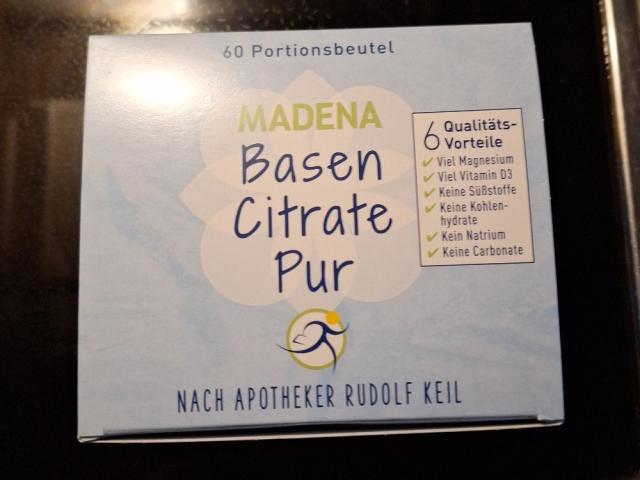 60 Portionsbeutel
MADENA
Basen
Citrate
Pur
6 Qualitäts-
Vorteile
Viel Magnesium
Viel Vitamin D3
Keine Süßstoffe
Keine Kohlen-
hydrate
Kein Natrium
Keine Carbonate
NACH APOTHEKER RUDOLF KEIL